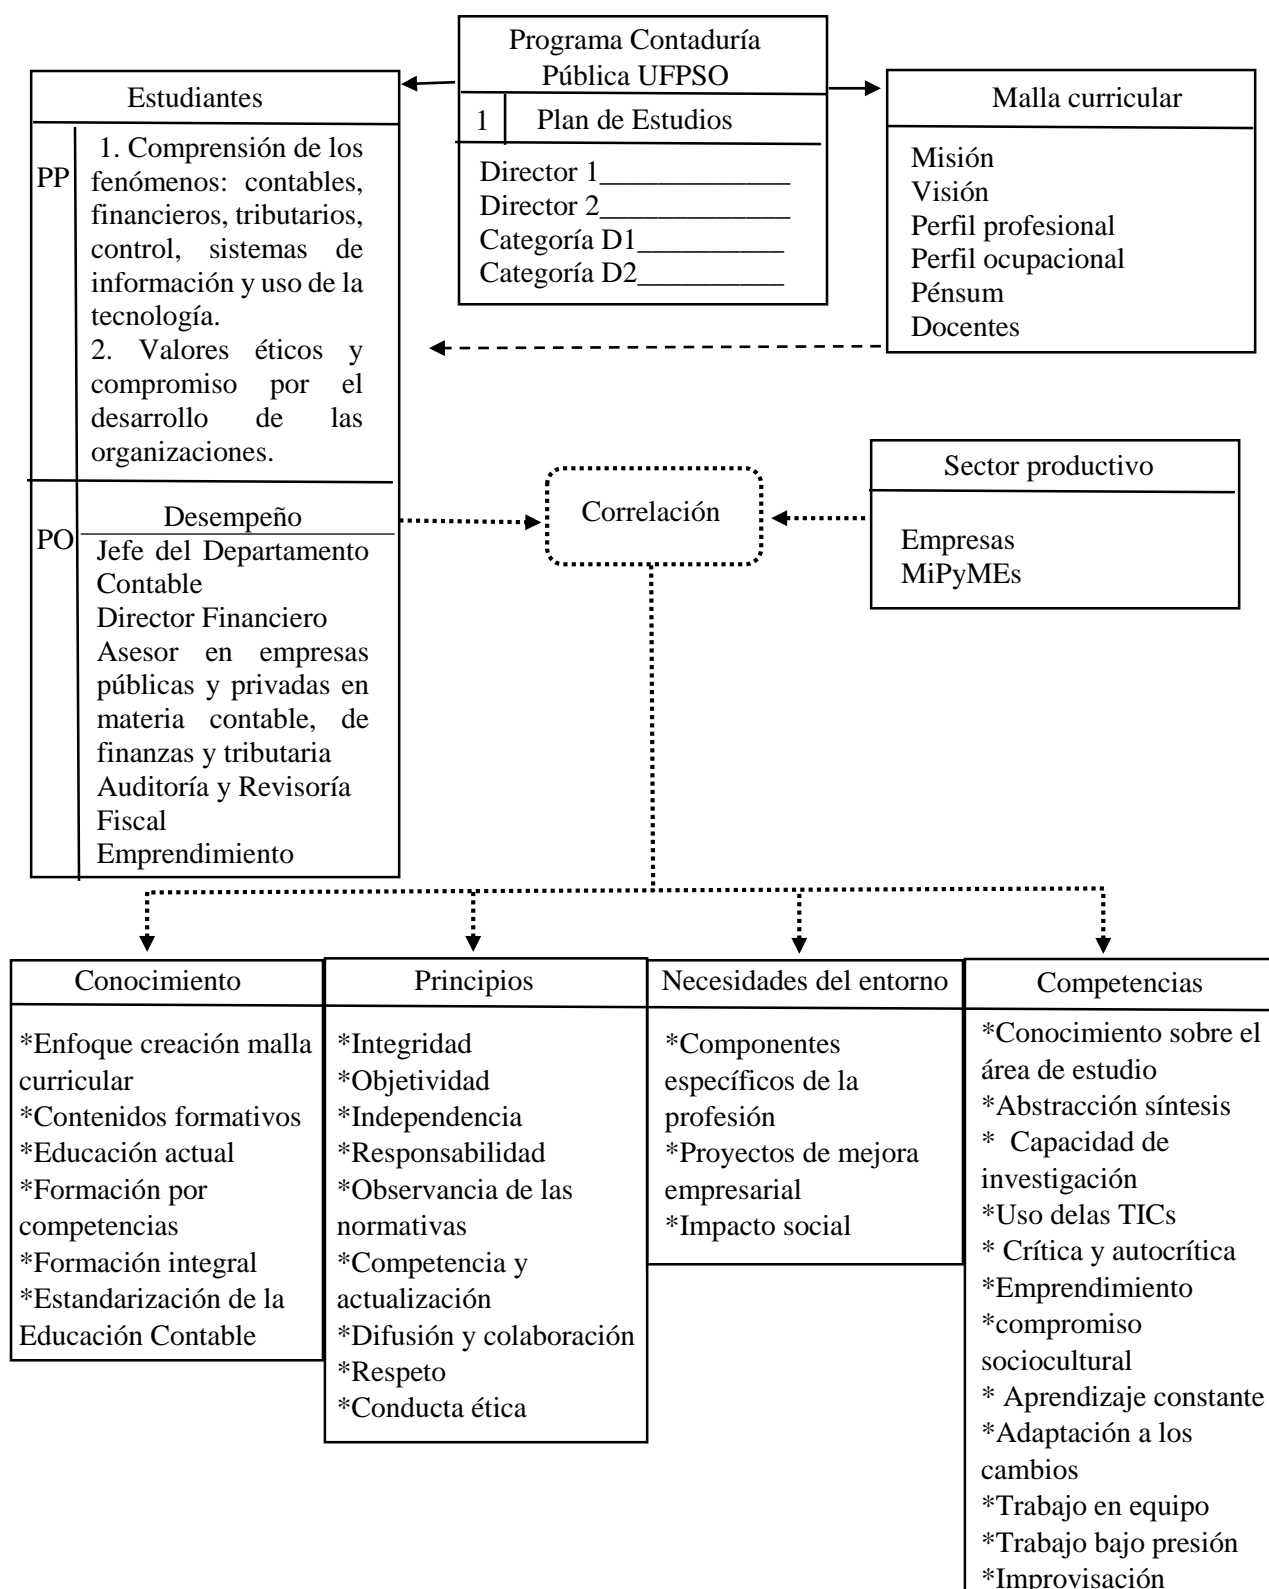 Programa Contaduría
Pública UFPSO
1 Plan de Estudios
Director 1_____________
Director 2_____________
Categoría D1__________
Categoría D2__________
Estudiantes
PP
1. Comprensión de los
fenómenos: contables,
financieros, tributarios,
control, sistemas de
información y uso de la
tecnología.
2. Valores éticos y
compromiso por el
desarrollo de las
organizaciones.
PO
Desempeño
Jefe del Departamento
Contable
Director Financiero
Asesor en empresas
públicas y privadas en
materia contable, de
finanzas y tributaria
Auditoría y Revisoría
Fiscal
Emprendimiento
Malla curricular
Misión
Visión
Perfil profesional
Perfil ocupacional
Pénsum
Docentes
Correlación
Sector productivo
Empresas
MiPyMEs
Conocimiento
*Enfoque creación malla
curricular
*Contenidos formativos
*Educación actual
*Formación por
competencias
*Formación integral
*Estandarización de la
Educación Contable
Principios
*Integridad
*Objetividad
*Independencia
*Responsabilidad
*Observancia de las
normativas
*Competencia y
actualización
*Difusión y colaboración
*Respeto
*Conducta ética
Necesidades del entorno
*Componentes
específicos de la
profesión
*Proyectos de mejora
empresarial
*Impacto social
Competencias
*Conocimiento sobre el
área de estudio
*Abstracción síntesis
* Capacidad de
investigación
*Uso delas TICs
* Crítica y autocrítica
*Emprendimiento
*compromiso
sociocultural
* Aprendizaje constante
*Adaptación a los
cambios
*Trabajo en equipo
*Trabajo bajo presión
*Improvisación